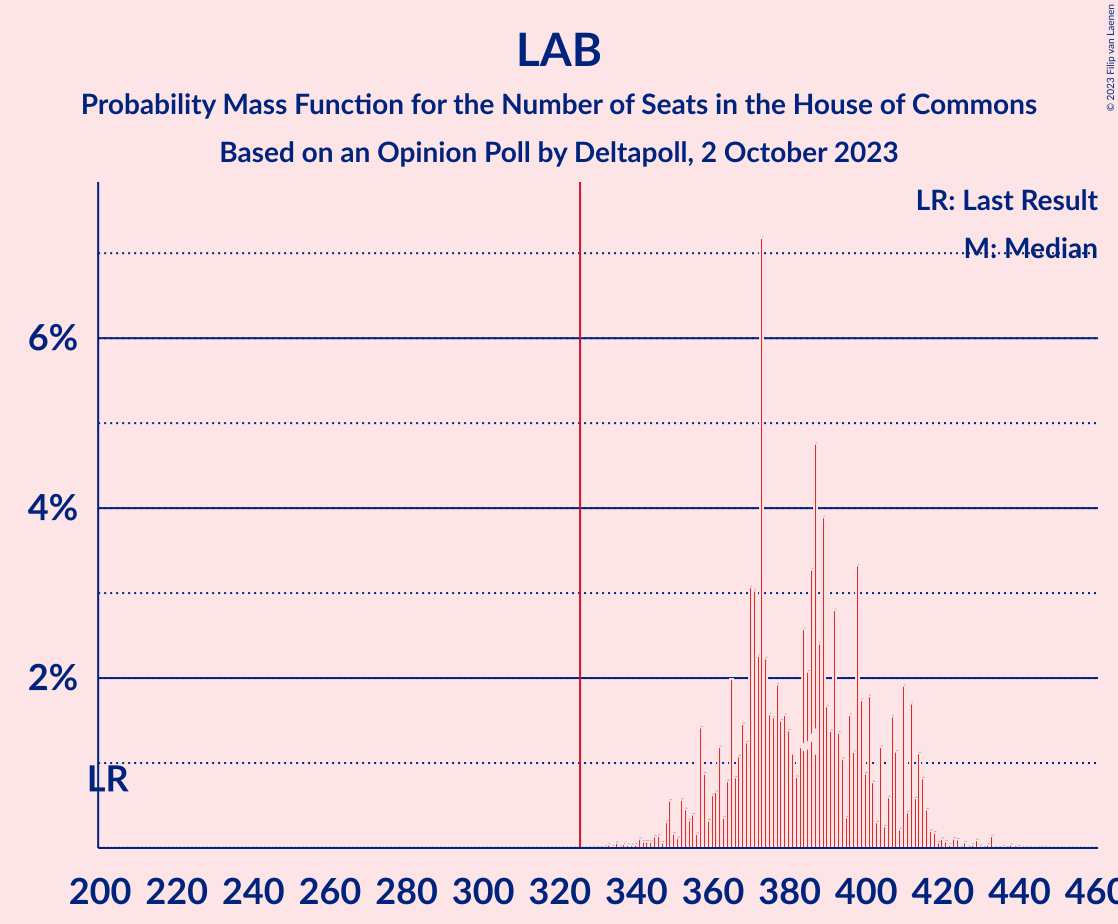 LAB
Probability Mass Function for the Number of Seats in the House of Commons
Based on an Opinion Poll by Deltapoll, 2 October 2023
© 2023 Filip van Laenen
LR: Last Result
M: Median
6%
4%
2%
LR
200 220 240 260 280 300 320 340 360 380 400 420 440 460